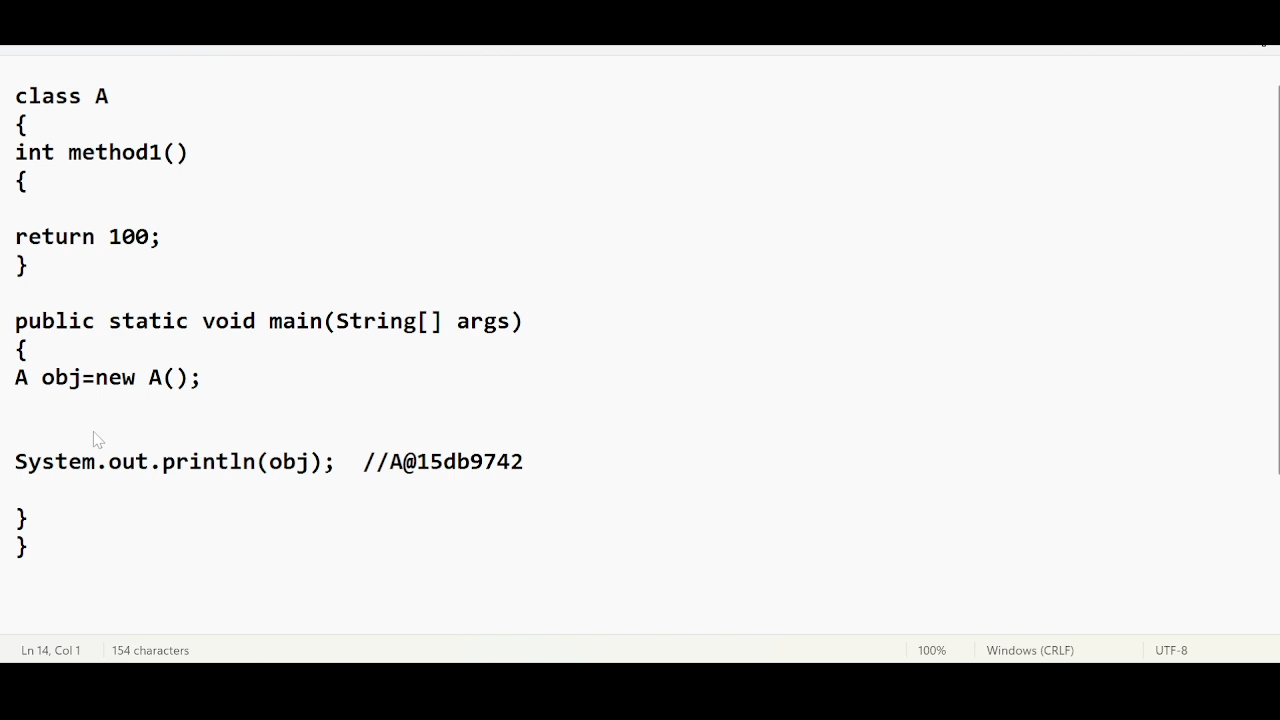 class A
{
int method1()
{
return 100;
}
public static void main(String[] args)
{
A obj=new A();
System.out.println(obj);  //A@15db9742
}
}
Ln 14, Col 1 154 characters 100% Windows (CRLF) UTF-8